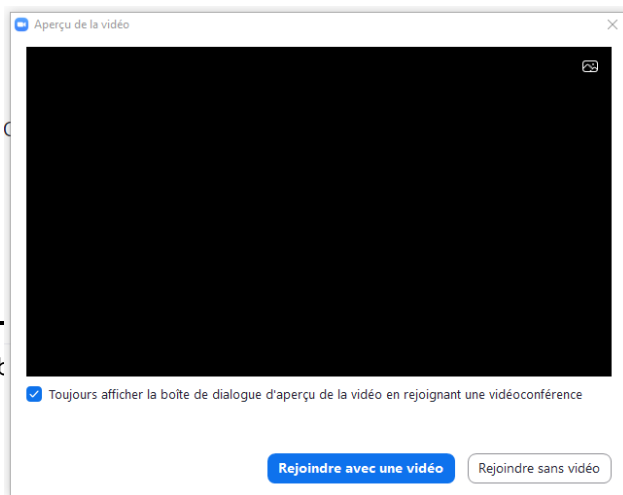 Aperçu de la vidéo
Toujours afficher la boîte de dialogue d'aperçu de la vidéo en rejoignant une vidéoconférence
Rejoindre avec une vidéo
Rejoindre sans vidéo